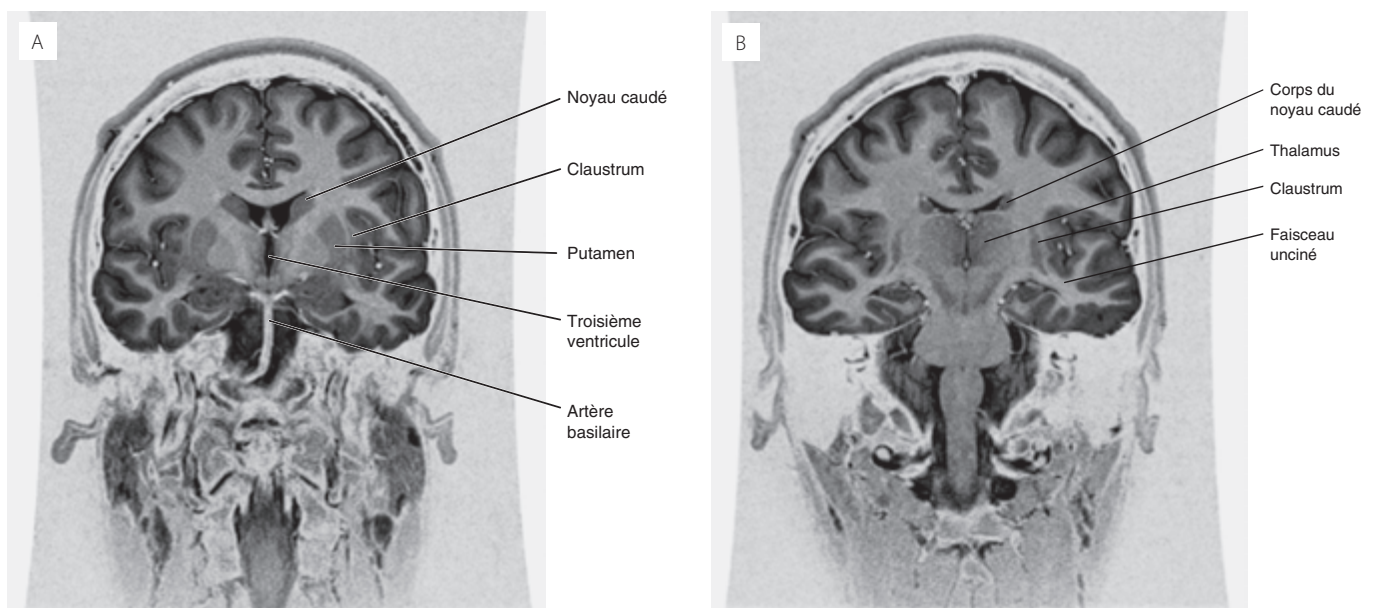 A
Noyau caudé
Claustrum
Putamen
Troisième
ventricule
Artère
basilaire
B
Corps du
noyau caudé
Thalamus
Claustrum
Faisceau
unciné